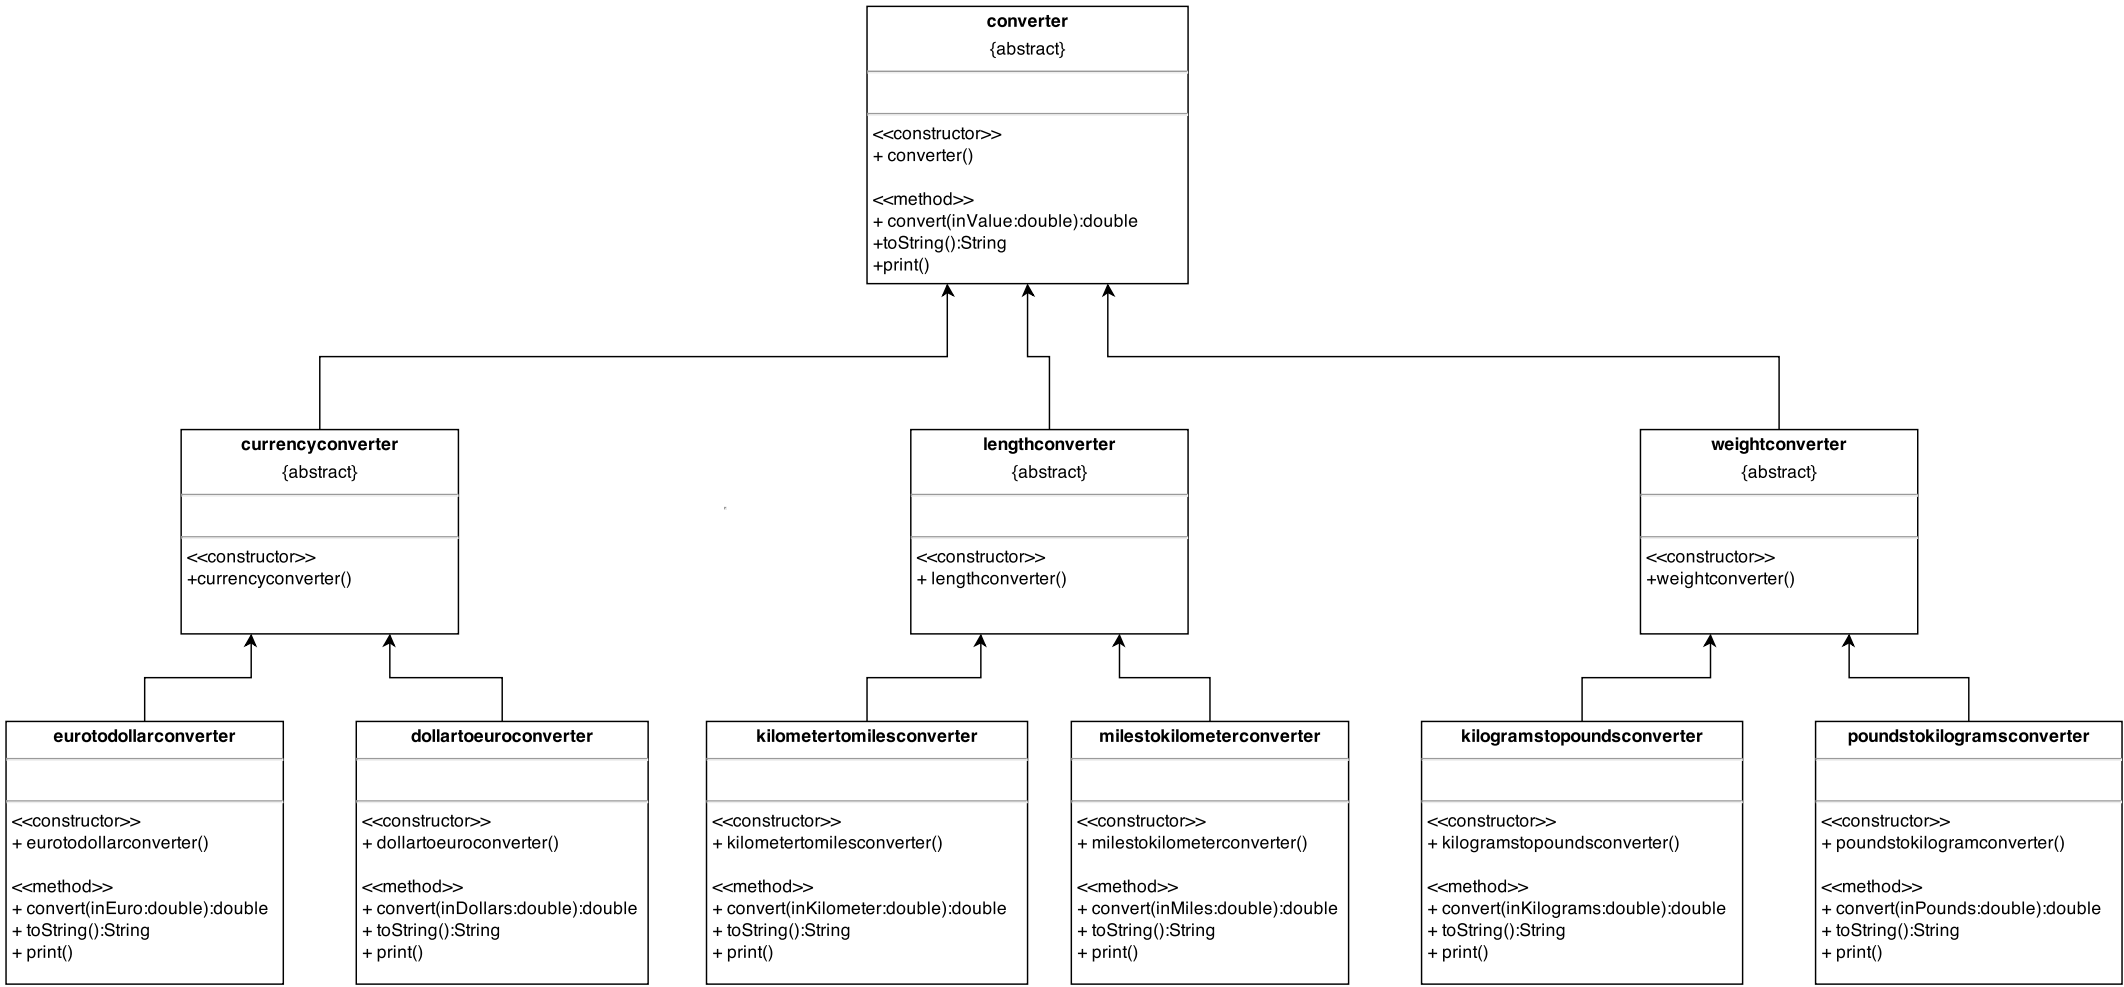 converter
{abstract}
<<constructor>>
+ converter()
<<method>>
+ convert(inValue:double):double
+toString():String
+print()
currencyconverter
{abstract}
<<constructor>>
+currencyconverter()
lengthconverter
{abstract}
<<constructor>>
+ lengthconverter()
weightconverter
{abstract}
<<constructor>>
+weightconverter()
eurotodollarconverter
<<constructor>>
+ eurotodollarconverter()
<<method>>
+ convert(inEuro:double):double
+ toString():String
+ print()
dollartoeuroconverter
<<constructor>>
+ dollartoeuroconverter()
<<method>>
+ convert(inDollars:double):double
+ toString():String
+ print()
kilometertomilesconverter
<<constructor>>
+ kilometertomilesconverter()
<<method>>
+ convert(inKilometer:double):double
+ toString():String
+ print()
milestokilometerconverter
<<constructor>>
+ milestokilometerconverter()
<<method>>
+ convert(inMiles:double):double
+ toString():String
+ print()
kilogramstopoundsconverter
<<constructor>>
+ kilogramstopoundsconverter()
<<method>>
+ convert(inKilograms:double):double
+ toString():String
+ print()
poundstokilogramsconverter
<<constructor>>
+ poundstokilogramconverter()
<<method>>
+ convert(inPounds:double):double
+ toString():String
+ print()